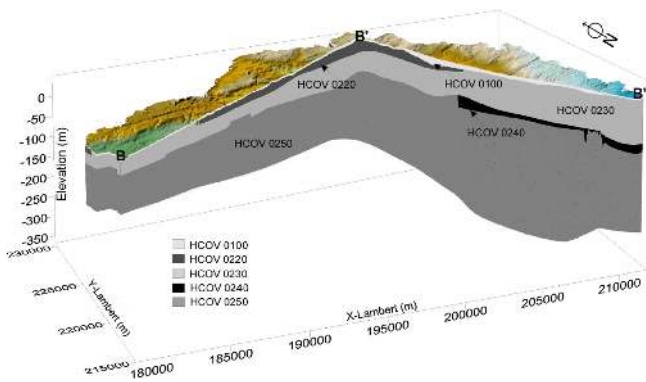 N
B'
0
-50
-100
-150
-200
-250
-300
-350
Elevation (m)
HCOV 0220
HCOV 0100
B"
HCOV 0230
HCOV 0240
B
HCOV 0250
HCOV 0100
HCOV 0220
HCOV 0230
HCOV 0240
HCOV 0250
230000
225000
220000
215000
Y-Lambert (m)
X-Lambert (m)
180000
185000
190000
195000
200000
205000
210000